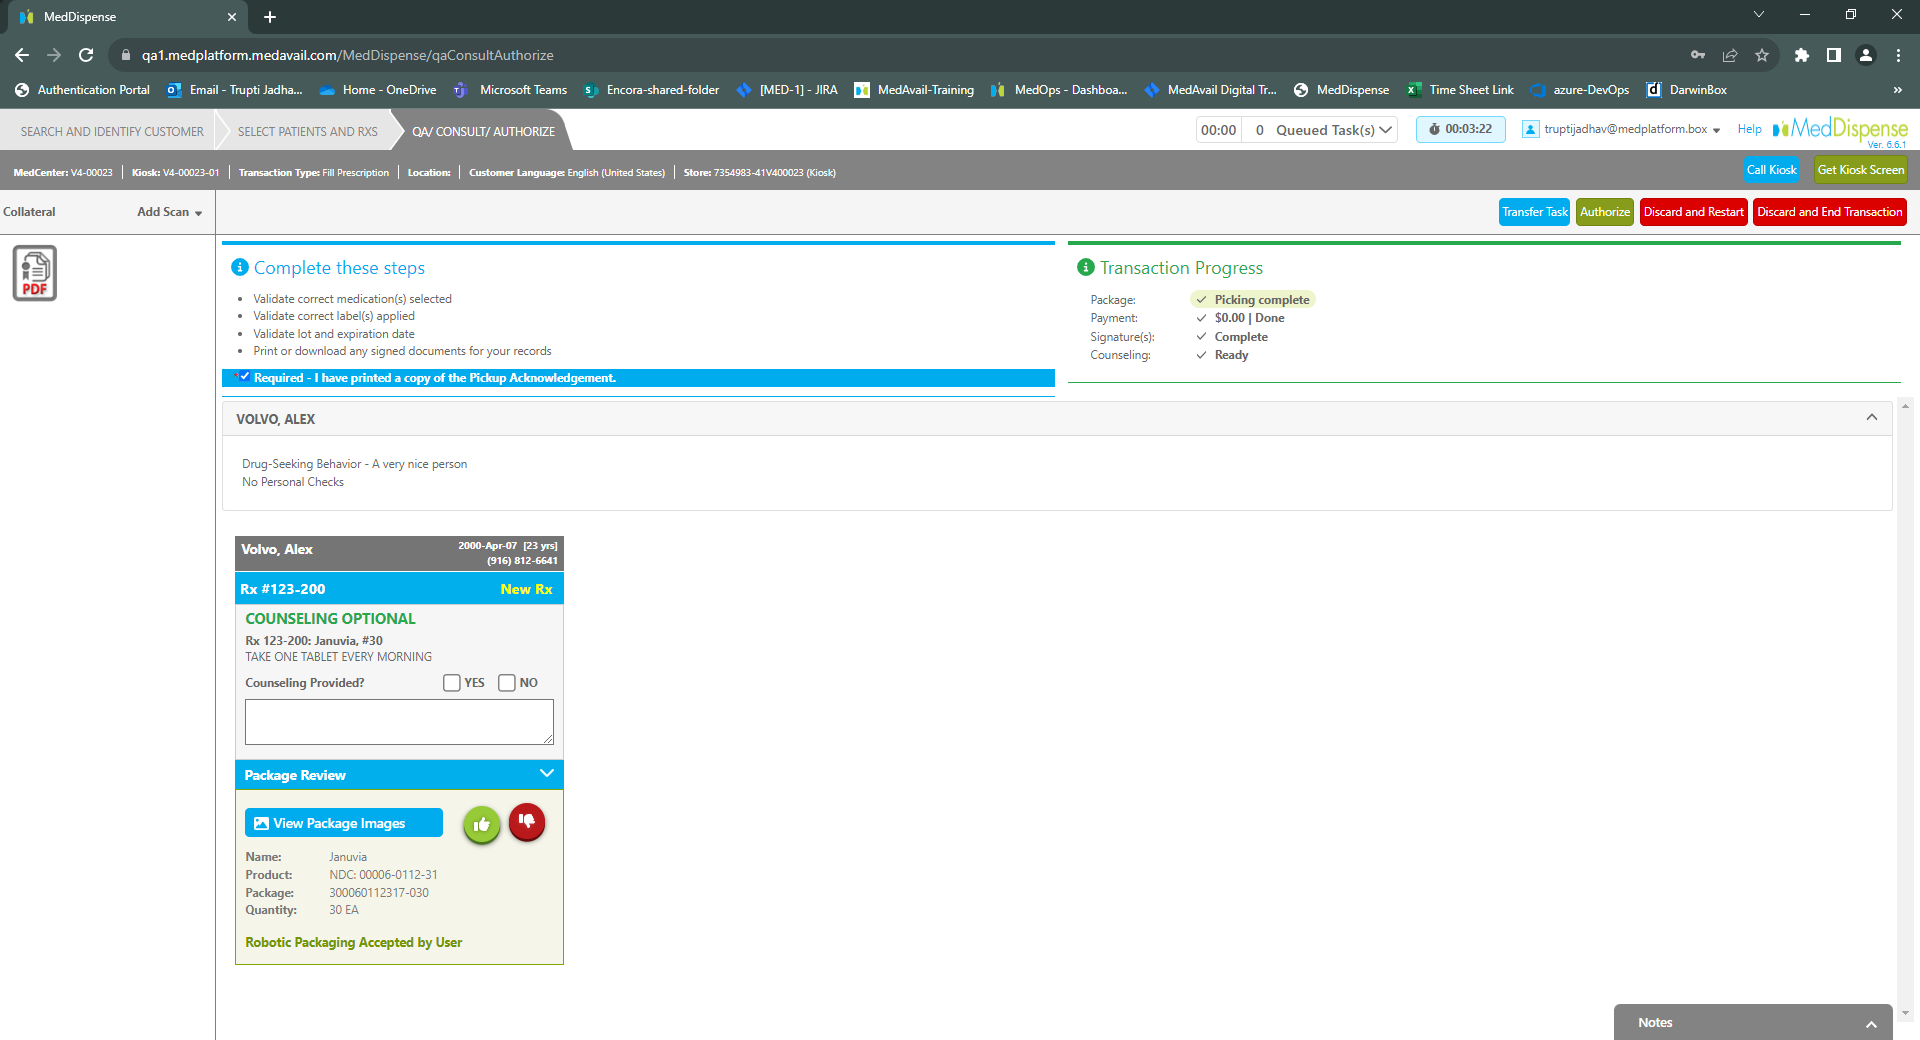 MedDispense
qa1.medplatform.medavail.com/MedDispense/qaConsultAuthorize
Authentication Portal
Email - Trupti Jadha...
Home - OneDrive
Microsoft Teams
Encora-shared-folder
[MED-1] - JIRA
MedAvail-Training
MedOps - Dashboa...
MedAvail Digital Tr...
MedDispense
Time Sheet Link
azure-DevOps
DarwinBox
SEARCH AND IDENTIFY CUSTOMER
SELECT PATIENTS AND RXS
QA/ CONSULT/ AUTHORIZE
00:00 0 Queued Task(s)
00:03:22
truptijadhav@medplatform.box
Help
MedDispense
Ver. 6.6.1
MedCenter: V4-00023
Kiosk: V4-00023-01
Transaction Type: Fill Prescription
Location:
Customer Language: English (United States)
Store: 7354983-41V400023 (Kiosk)
Call Kiosk
Get Kiosk Screen
Collateral
Add Scan
Transfer Task
Authorize
Discard and Restart
Discard and End Transaction
PDF
Complete these steps
• Validate correct medication(s) selected
• Validate correct label(s) applied
• Validate lot and expiration date
• Print or download any signed documents for your records
* Required - I have printed a copy of the Pickup Acknowledgement.
Transaction Progress
Package: Picking complete
Payment: $0.00 | Done
Signature(s): Complete
Counseling: Ready
VOLVO, ALEX
Drug-Seeking Behavior - A very nice person
No Personal Checks
Volvo, Alex
2000-Apr-07 [23 yrs]
(916) 812-6641
Rx #123-200
New Rx
COUNSELING OPTIONAL
Rx 123-200: Januvia, #30
TAKE ONE TABLET EVERY MORNING
Counseling Provided? YES NO
Package Review
View Package Images
Name: Januvia
Product: NDC: 00006-0112-31
Package: 300060112317-030
Quantity: 30 EA
Robotic Packaging Accepted by User
Notes